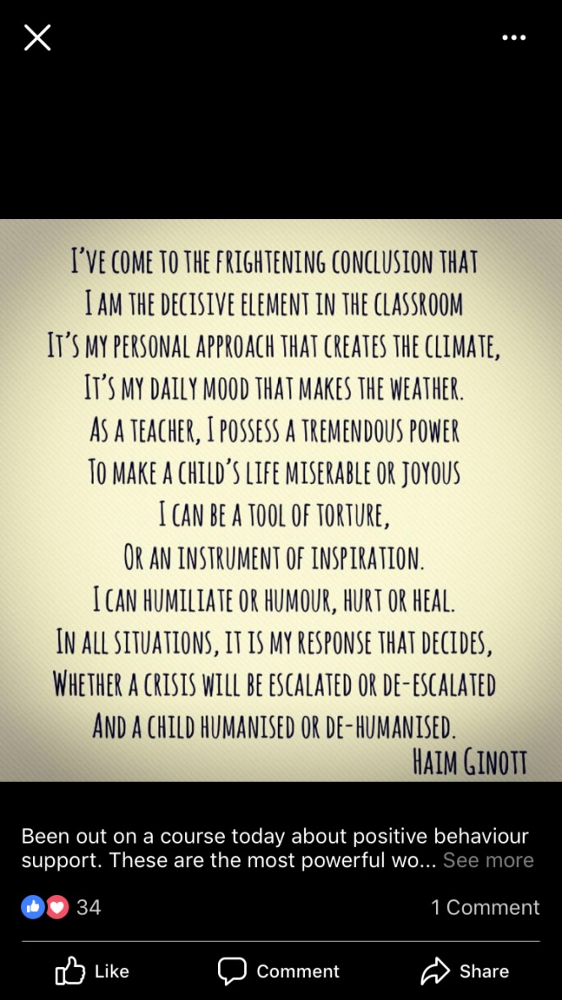 I'VE COME TO THE FRIGHTENING CONCLUSION THAT
I AM THE DECISIVE ELEMENT IN THE CLASSROOM
IT'S MY PERSONAL APPROACH THAT CREATES THE CLIMATE,
IT'S MY DAILY MOOD THAT MAKES THE WEATHER.
AS A TEACHER, I POSSESS A TREMENDOUS POWER
TO MAKE A CHILD'S LIFE MISERABLE OR JOYOUS
I CAN BE A TOOL OF TORTURE,
OR AN INSTRUMENT OF INSPIRATION.
I CAN HUMILIATE OR HUMOUR, HURT OR HEAL.
IN ALL SITUATIONS, IT IS MY RESPONSE THAT DECIDES,
WHETHER A CRISIS WILL BE ESCALATED OR DE-ESCALATED
AND A CHILD HUMANISED OR DE-HUMANISED.
HAIM GINOTT
Been out on a course today about positive behaviour
support. These are the most powerful wo... See more
34
1 Comment
Like
Comment
Share